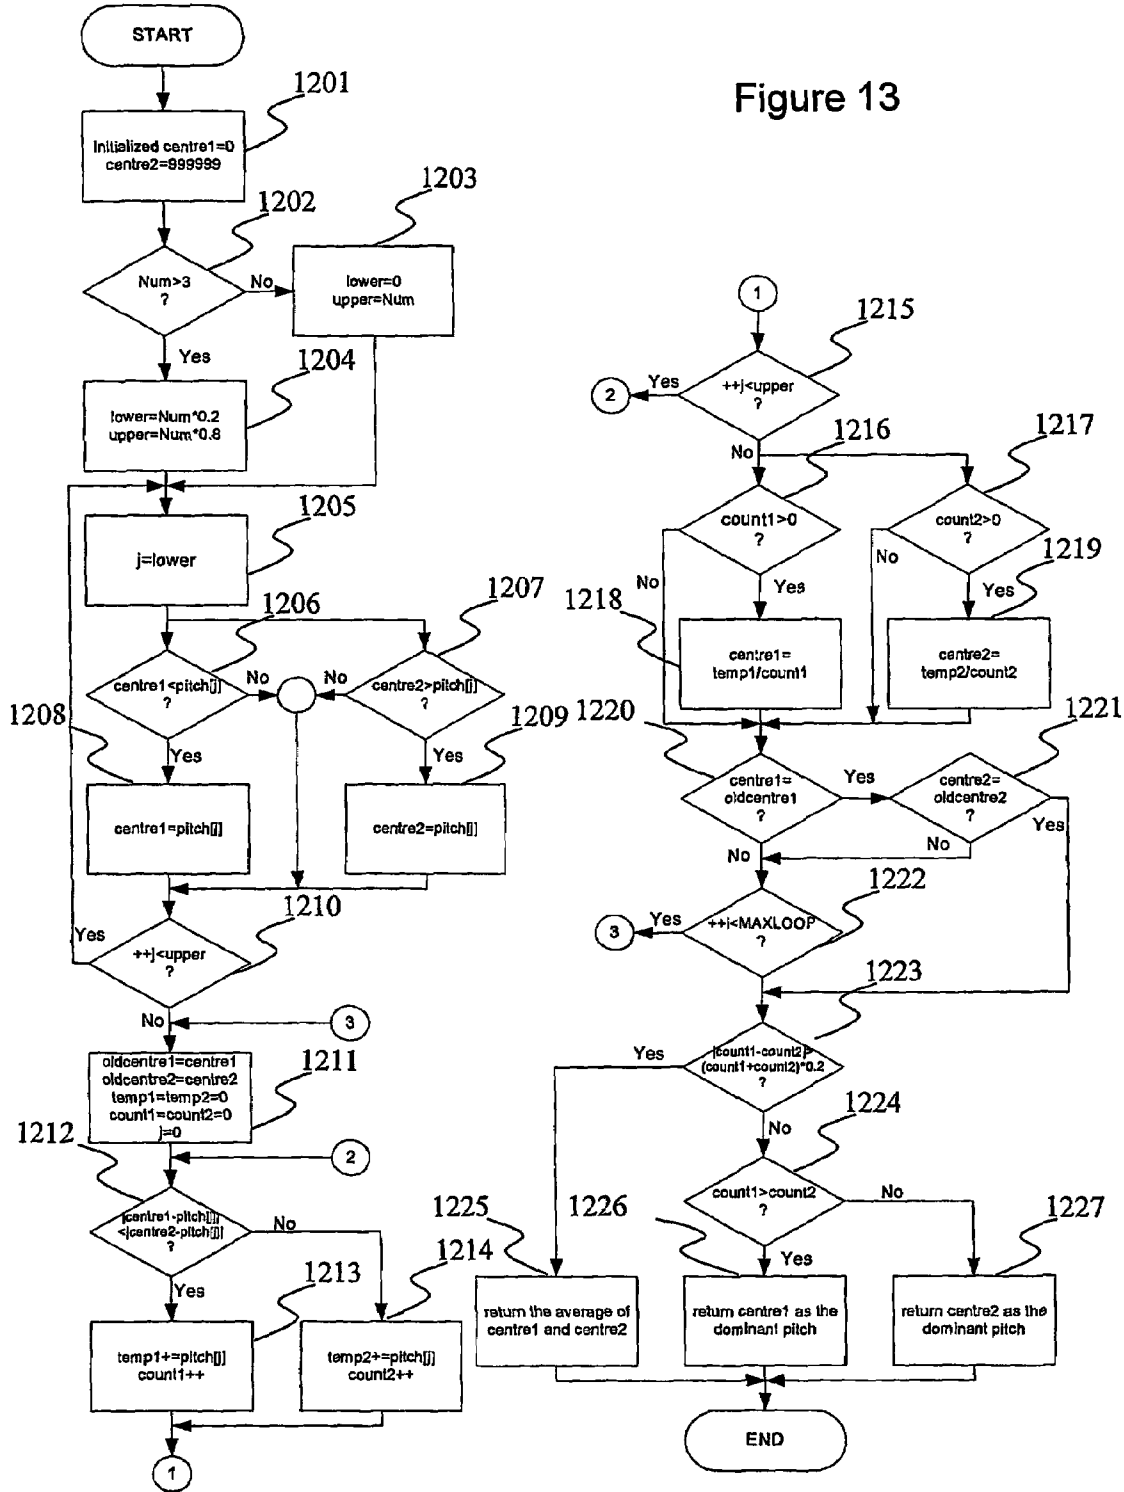 START
Figure 13
1201
Initialized centre1=0
centre2=999999
1202
1203
Num>3
?
No
lower=0
upper=Num
Yes
1204
lower=Num*0.2
upper=Num*0.8
1205
j=lower
1206
1207
centre1<pitch[j]
?
No
No
centre2>pitch[j]
?
1208
Yes
Yes
1209
centre1=pitch[j]
centre2=pitch[j]
1210
Yes
++j<upper
?
No
3
oldcentre1=centre1
oldcentre2=centre2
temp1=temp2=0
count1=count2=0
j=0
1211
1212
2
|centre1-pitch[j]|
<|centre2-pitch[j]|
?
No
Yes
1213
1214
temp1+=pitch[j]
count1++
temp2+=pitch[j]
count2++
1
1
1215
2
Yes
++j<upper
?
No
1216
1217
count1>0
?
count2>0
?
No
No
Yes
Yes
1218
1219
centre1=
temp1/count1
centre2=
temp2/count2
1220
1221
centre1=
oldcentre1
?
Yes
centre2=
oldcentre2
?
Yes
No
No
1222
3
Yes
++i<MAXLOOP
?
1223
Yes
|count1-count2|>
(count1+count2)*0.2
?
No
1224
count1>count2
?
No
Yes
1225
1226
1227
return the average of
centre1 and centre2
return centre1 as the
dominant pitch
return centre2 as the
dominant pitch
END